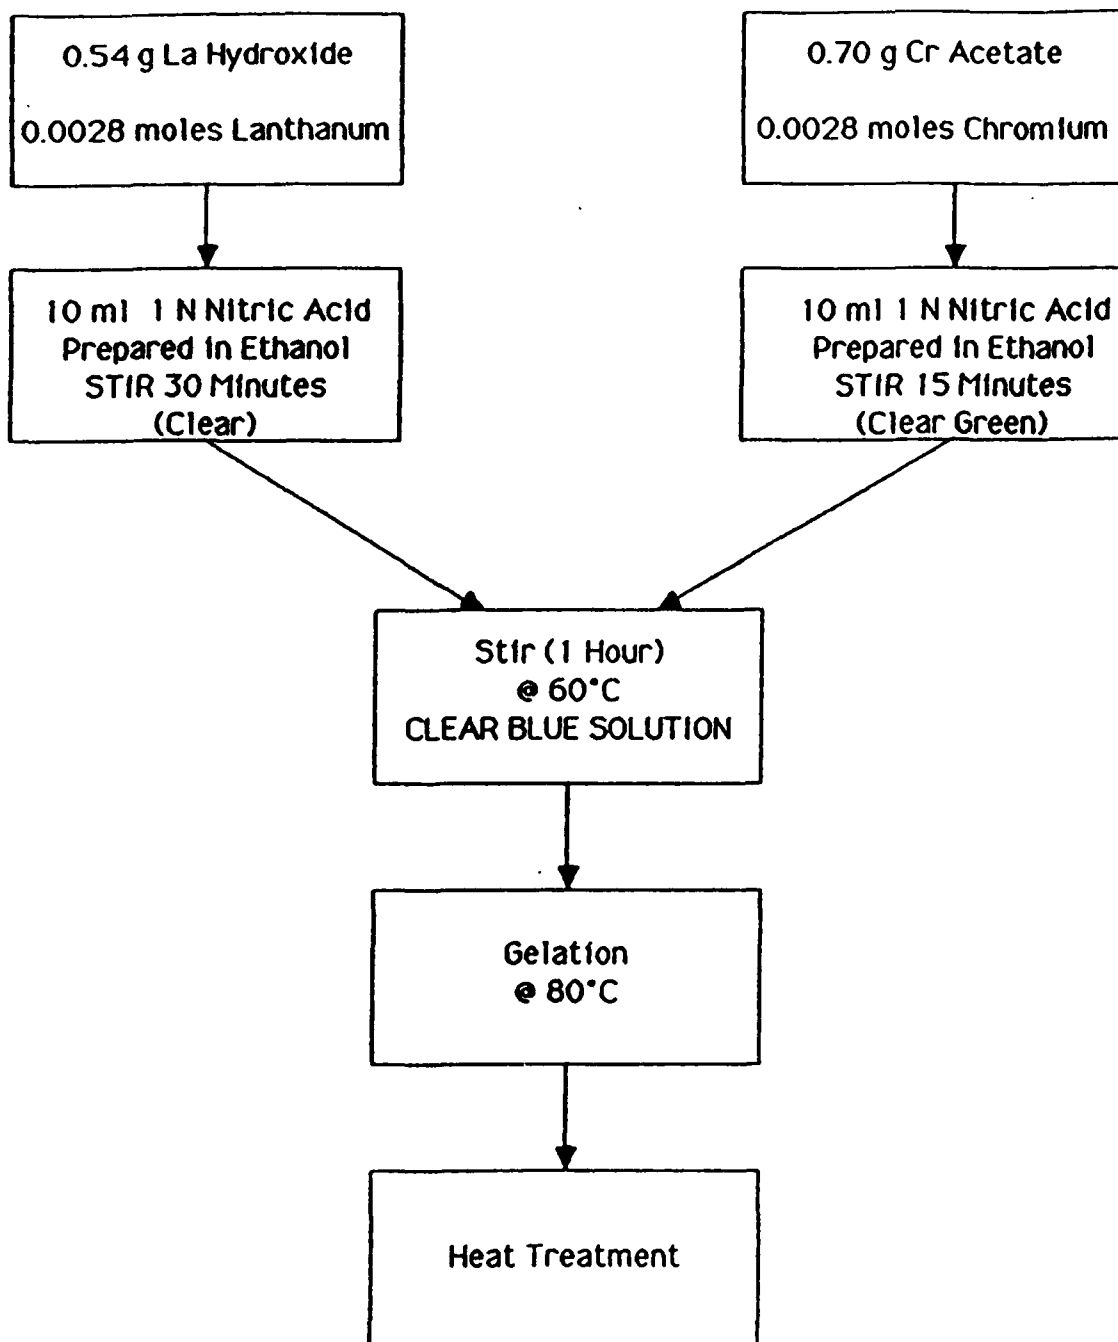 0.54 g La Hydroxide
0.0028 moles Lanthanum
0.70 g Cr Acetate
0.0028 moles Chromium
10 ml 1 N Nitric Acid
Prepared in Ethanol
STIR 30 Minutes
(Clear)
10 ml 1 N Nitric Acid
Prepared in Ethanol
STIR 15 Minutes
(Clear Green)
Stir (1 Hour)
@ 60°C
CLEAR BLUE SOLUTION
Gelation
@ 80°C
Heat Treatment